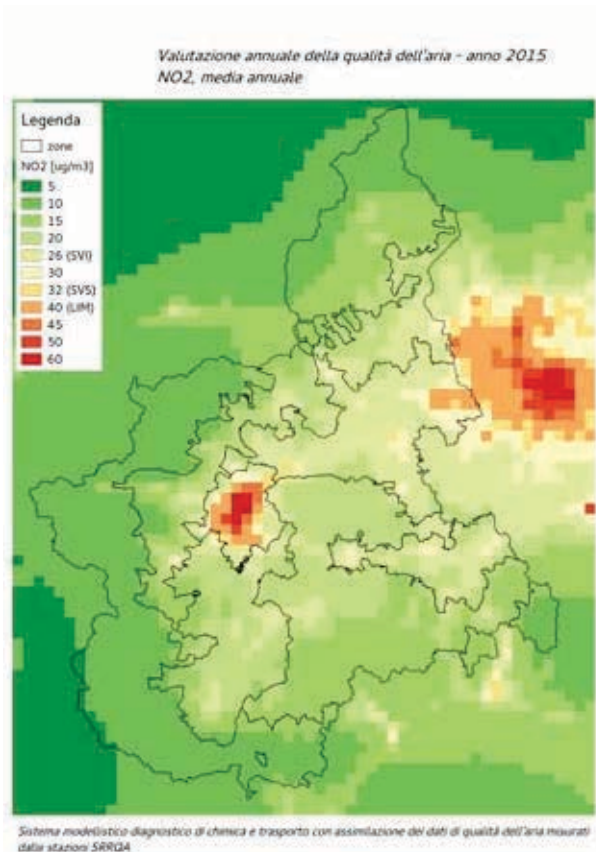 Valutazione annuale della qualità dell'aria - anno 2015
NO2, media annuale
Legenda
zone
NO2 [ug/m3]
5
10
15
20
26 (SVI)
30
32 (SVS)
40 (LIM)
45
50
60
Sistema modellistico diagnostico di chimica e trasporto con assimilazione dei dati di qualità dell'aria misurati
dalle stazioni SRRQA